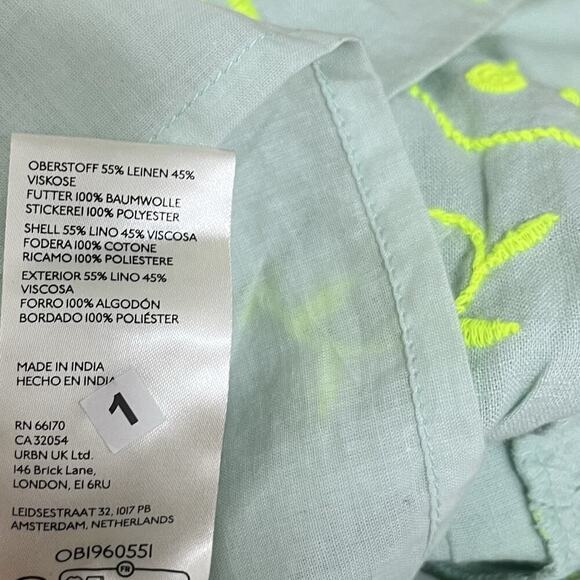 OBERSTOFF 55% LEINEN 45%
VISKOSE
FUTTER 100% BAUMWOLLE
STICKEREI 100% POLYESTER
SHELL 55% LINO 45% VISCOSA
FODERA 100% COTONE
RICAMO 100% POLIESTERE
EXTERIOR 55% LINO 45%
VISCOSA
FORRO 100% ALGODÓN
BORDADO 100% POLIÉSTER
MADE IN INDIA
HECHO EN INDIA
1
RN 66170
CA 32054
URBN UK Ltd.
146 Brick Lane,
LONDON, E1 6RU
LEIDSESTRAAT 32, 1017 PB
AMSTERDAM, NETHERLANDS
OB1960551
FR